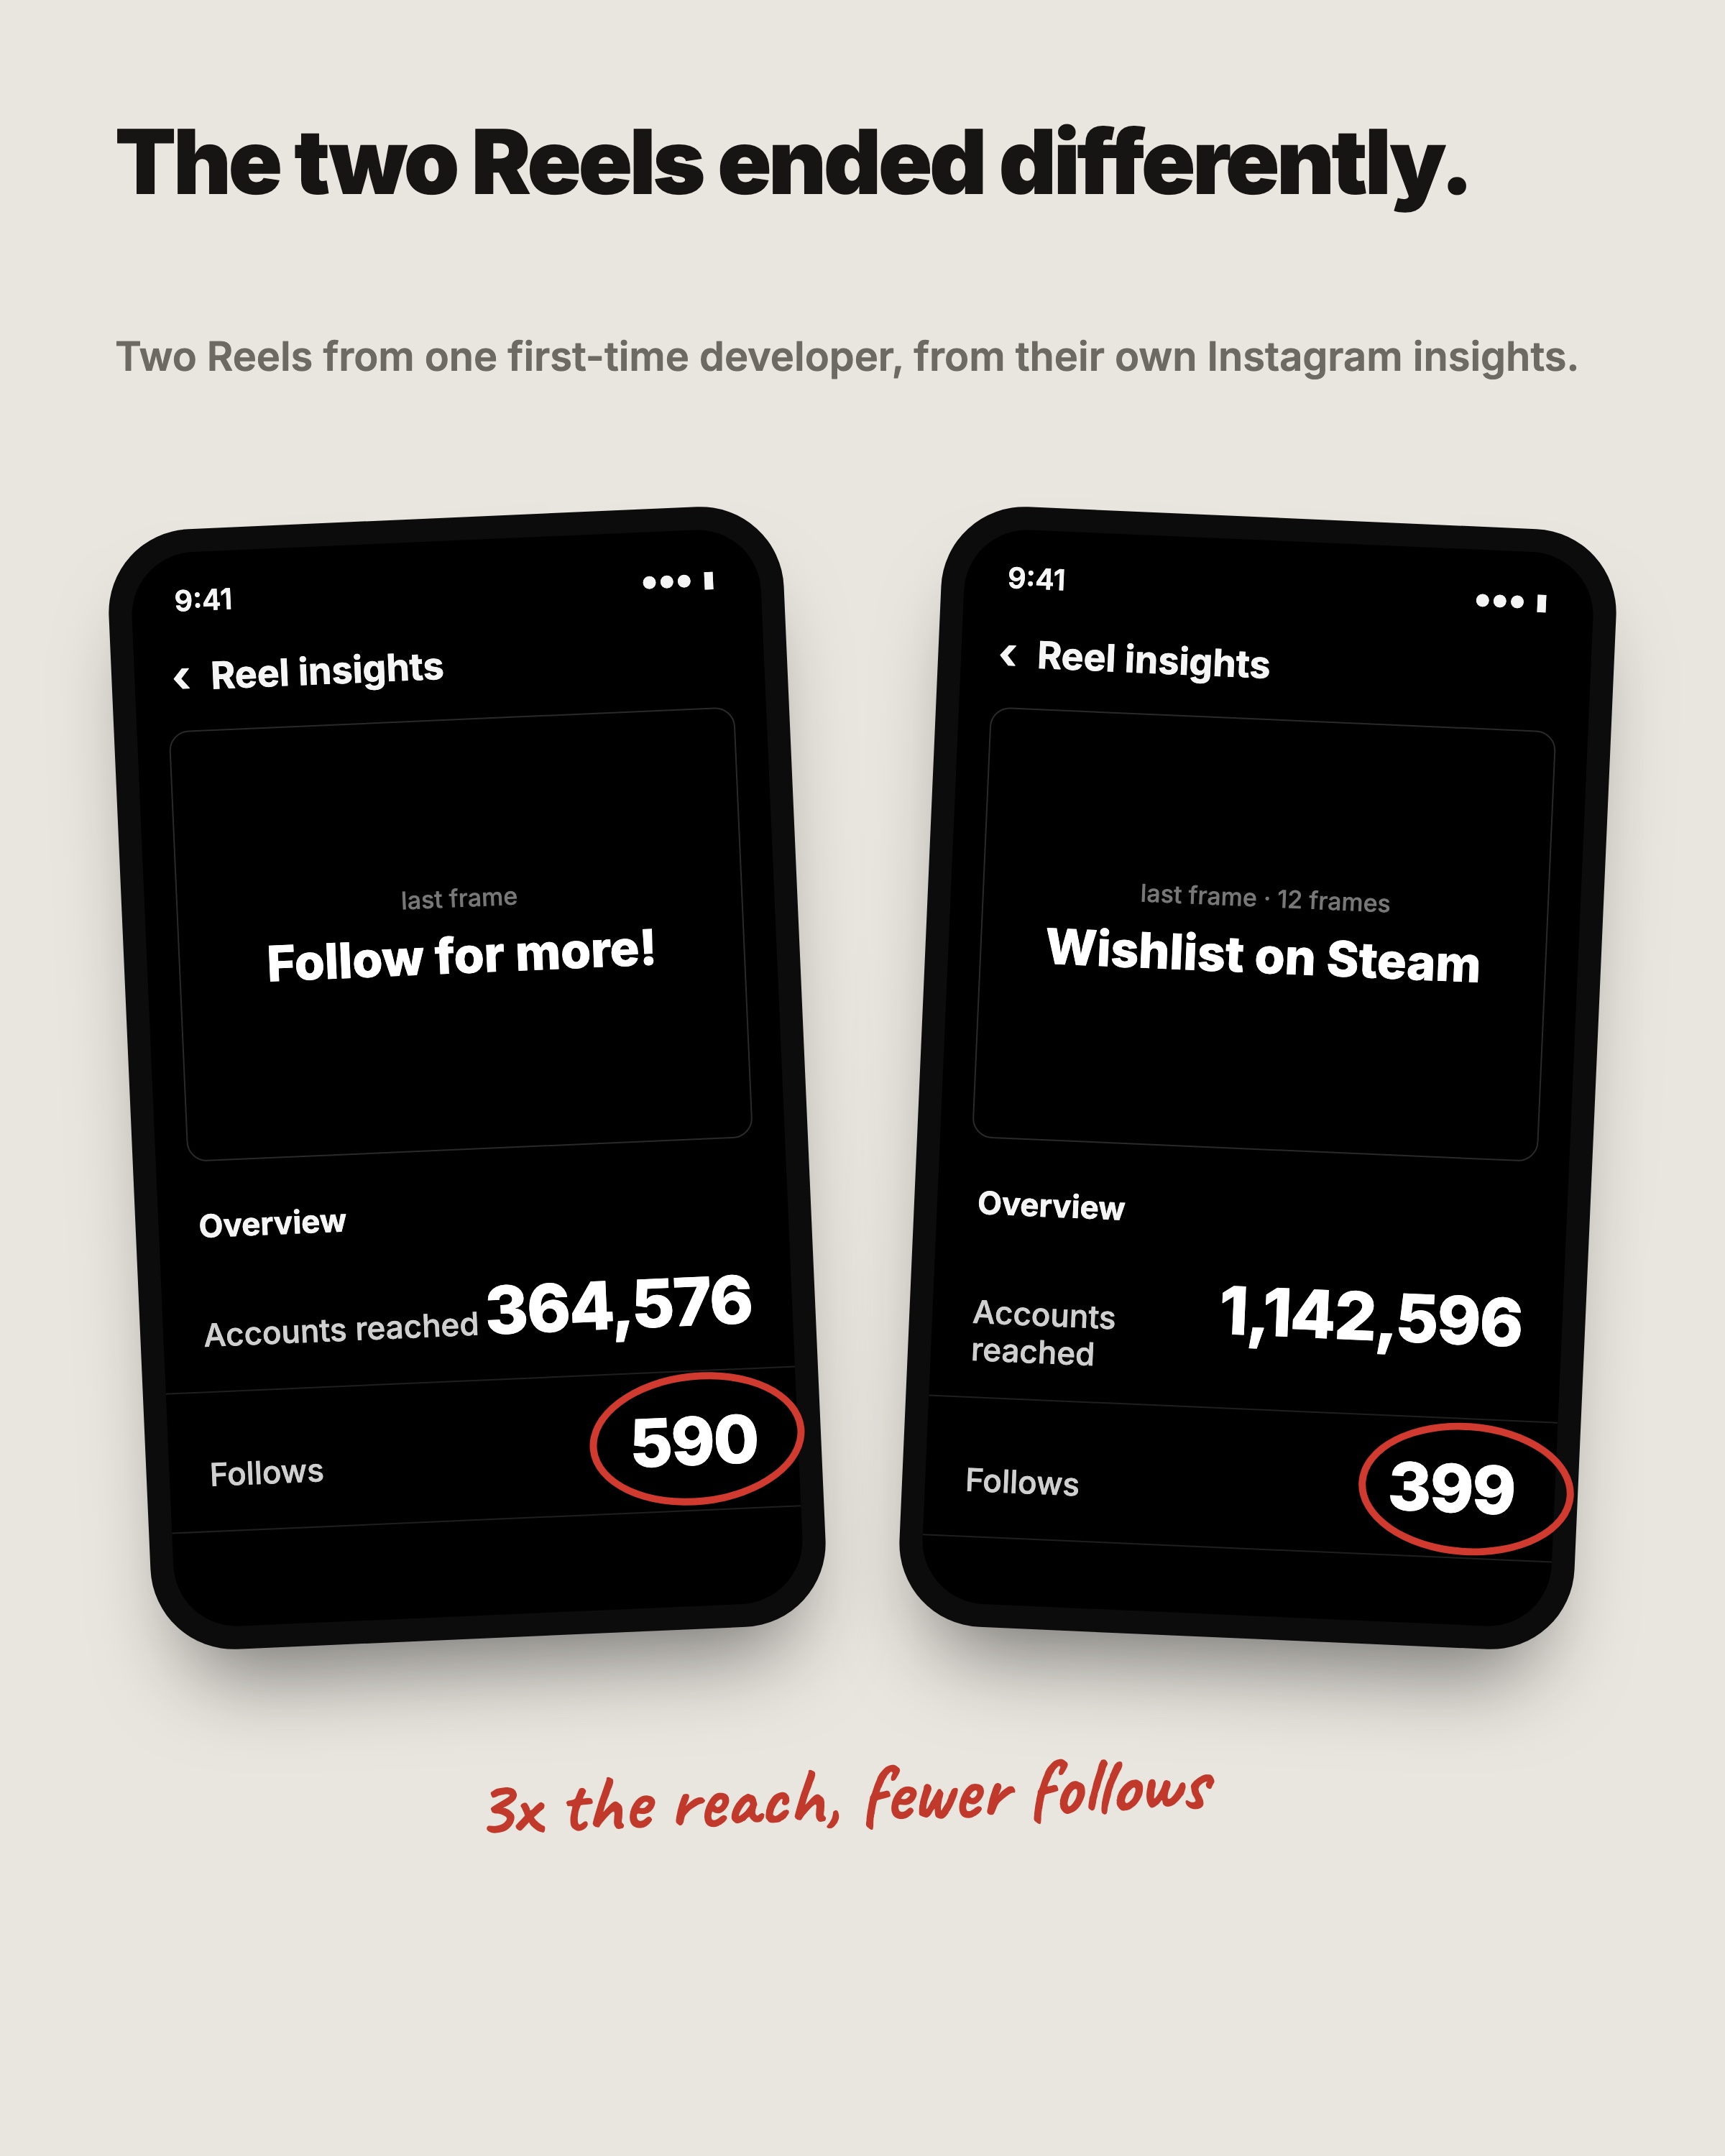 The two Reels ended differently.
Two Reels from one first-time developer, from their own Instagram insights.
9:41
‹ Reel insights
last frame
Follow for more!
Overview
Accounts reached 364,576
Follows 590
9:41
‹ Reel insights
last frame · 12 frames
Wishlist on Steam
Overview
Accounts reached 1,142,596
Follows 399
3x the reach, fewer follows